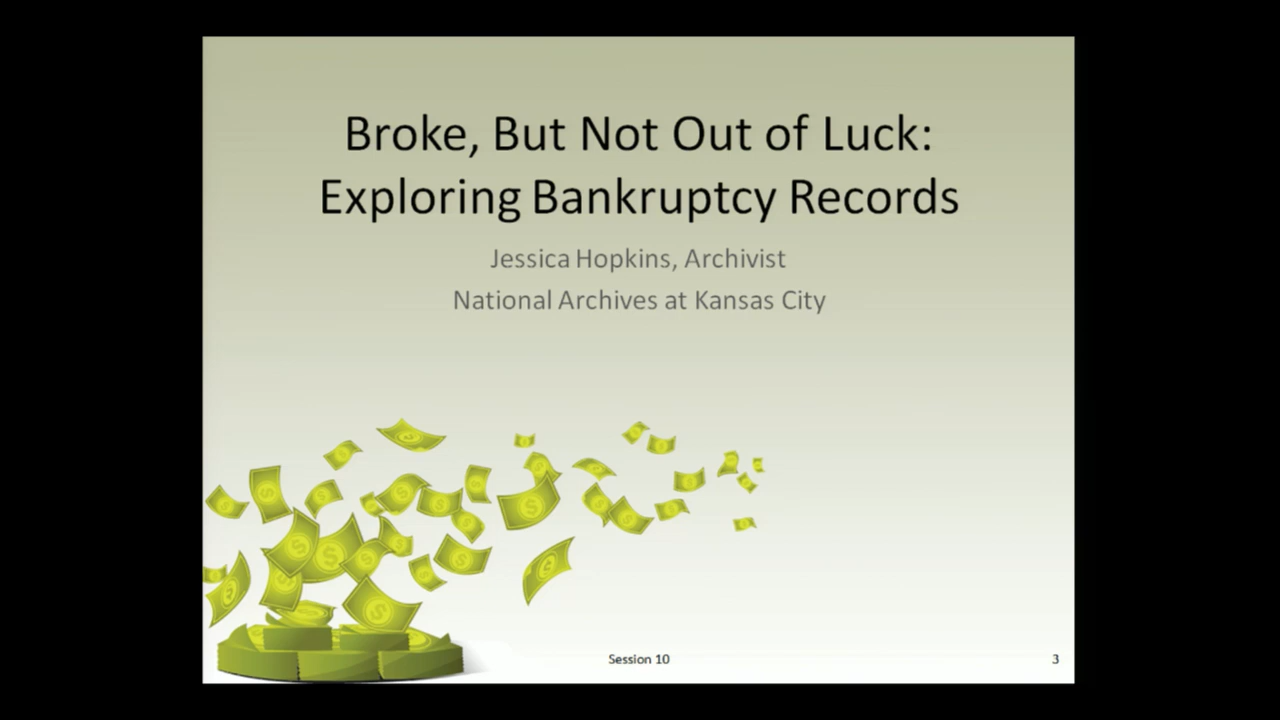 Broke, But Not Out of Luck:
Exploring Bankruptcy Records
Jessica Hopkins, Archivist
National Archives at Kansas City
Session 10
3